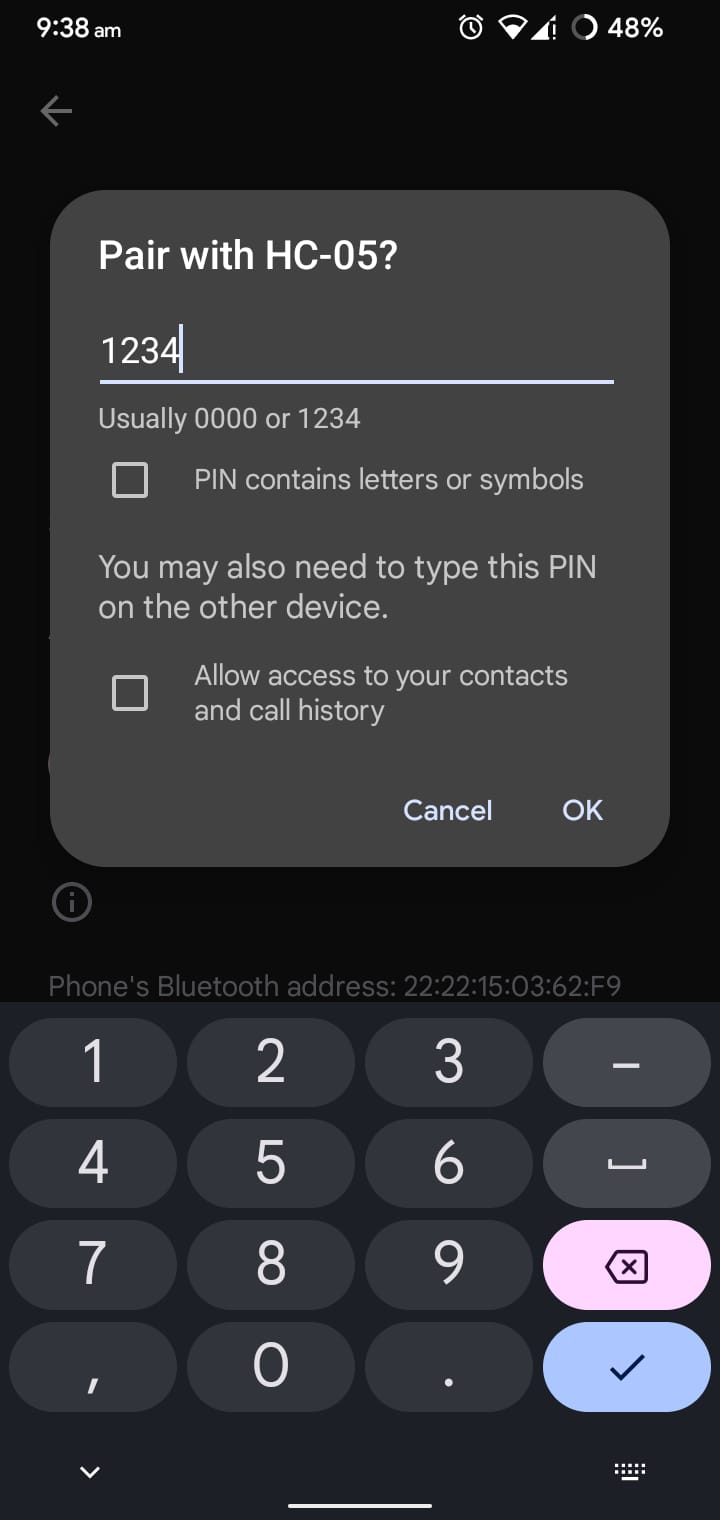 9:38 am
48%
Pair with HC-05?
1234
Usually 0000 or 1234
PIN contains letters or symbols
You may also need to type this PIN
on the other device.
Allow access to your contacts
and call history
Cancel OK
Phone's Bluetooth address: 22:22:15:03:62:F9
1 2 3 –
4 5 6
7 8 9
, 0 .